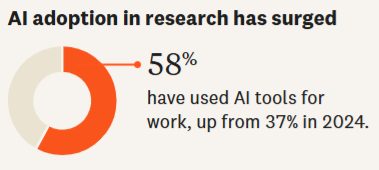 AI adoption in research has surged
58%
have used AI tools for
work, up from 37% in 2024.